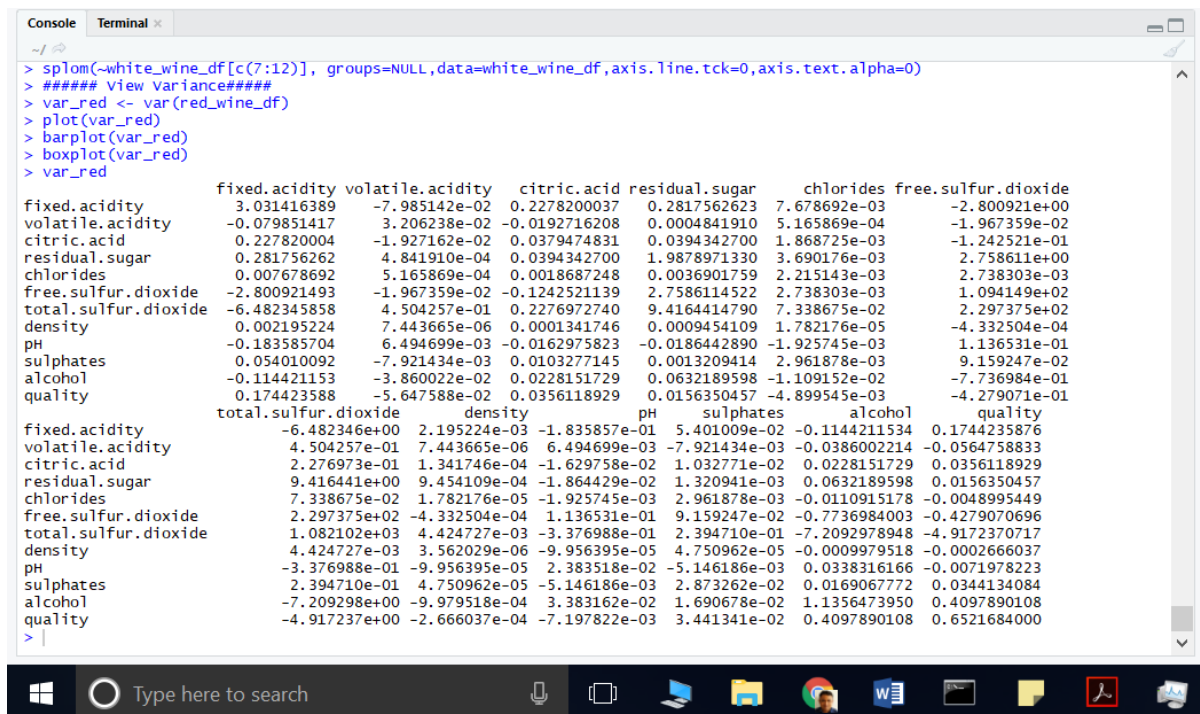 Console Terminal ×
~/
> splom(~white_wine_df[c(7:12)], groups=NULL,data=white_wine_df,axis.line.tck=0,axis.text.alpha=0)
> ###### View Variance#####
> var_red <- var(red_wine_df)
> plot(var_red)
> barplot(var_red)
> boxplot(var_red)
> var_red
fixed.acidity volatile.acidity citric.acid residual.sugar chlorides free.sulfur.dioxide
fixed.acidity 3.031416389 -7.985142e-02 0.2278200037 0.2817562623 7.678692e-03 -2.800921e+00
volatile.acidity -0.079851417 3.206238e-02 -0.0192716208 0.0004841910 5.165869e-04 -1.967359e-02
citric.acid 0.227820004 -1.927162e-02 0.0379474831 0.0394342700 1.868725e-03 -1.242521e-01
residual.sugar 0.281756262 4.841910e-04 0.0394342700 1.9878971330 3.690176e-03 2.758611e+00
chlorides 0.007678692 5.165869e-04 0.0018687248 0.0036901759 2.215143e-03 2.738303e-03
free.sulfur.dioxide -2.800921493 -1.967359e-02 -0.1242521139 2.7586114522 2.738303e-03 1.094149e+02
total.sulfur.dioxide -6.482345858 4.504257e-01 0.2276972740 9.4164414790 7.338675e-02 2.297375e+02
density 0.002195224 7.443665e-06 0.0001341746 0.0009454109 1.782176e-05 -4.332504e-04
pH -0.183585704 6.494699e-03 -0.0162975823 -0.0186442890 -1.925745e-03 1.136531e-01
sulphates 0.054010092 -7.921434e-03 0.0103277145 0.0013209414 2.961878e-03 9.159247e-02
alcohol -0.114421153 -3.860022e-02 0.0228151729 0.0632189598 -1.109152e-02 -7.736984e-01
quality 0.174423588 -5.647588e-02 0.0356118929 0.0156350457 -4.899545e-03 -4.279071e-01
total.sulfur.dioxide density pH sulphates alcohol quality
fixed.acidity -6.482346e+00 2.195224e-03 -1.835857e-01 5.401009e-02 -0.1144211534 0.1744235876
volatile.acidity 4.504257e-01 7.443665e-06 6.494699e-03 -7.921434e-03 -0.0386002214 -0.0564758833
citric.acid 2.276973e-01 1.341746e-04 -1.629758e-02 1.032771e-02 0.0228151729 0.0356118929
residual.sugar 9.416441e+00 9.454109e-04 -1.864429e-02 1.320941e-03 0.0632189598 0.0156350457
chlorides 7.338675e-02 1.782176e-05 -1.925745e-03 2.961878e-03 -0.0110915178 -0.0048995449
free.sulfur.dioxide 2.297375e+02 -4.332504e-04 1.136531e-01 9.159247e-02 -0.7736984003 -0.4279070696
total.sulfur.dioxide 1.082102e+03 4.424727e-03 -3.376988e-01 2.394710e-01 -7.2092978948 -4.9172370717
density 4.424727e-03 3.562029e-06 -9.956395e-05 4.750962e-05 -0.0009979518 -0.0002666037
pH -3.376988e-01 -9.956395e-05 2.383518e-02 -5.146186e-03 0.0338316166 -0.0071978223
sulphates 2.394710e-01 4.750962e-05 -5.146186e-03 2.873262e-02 0.0169067772 0.0344134084
alcohol -7.209298e+00 -9.979518e-04 3.383162e-02 1.690678e-02 1.1356473950 0.4097890108
quality -4.917237e+00 -2.666037e-04 -7.197822e-03 3.441341e-02 0.4097890108 0.6521684000
>
Type here to search